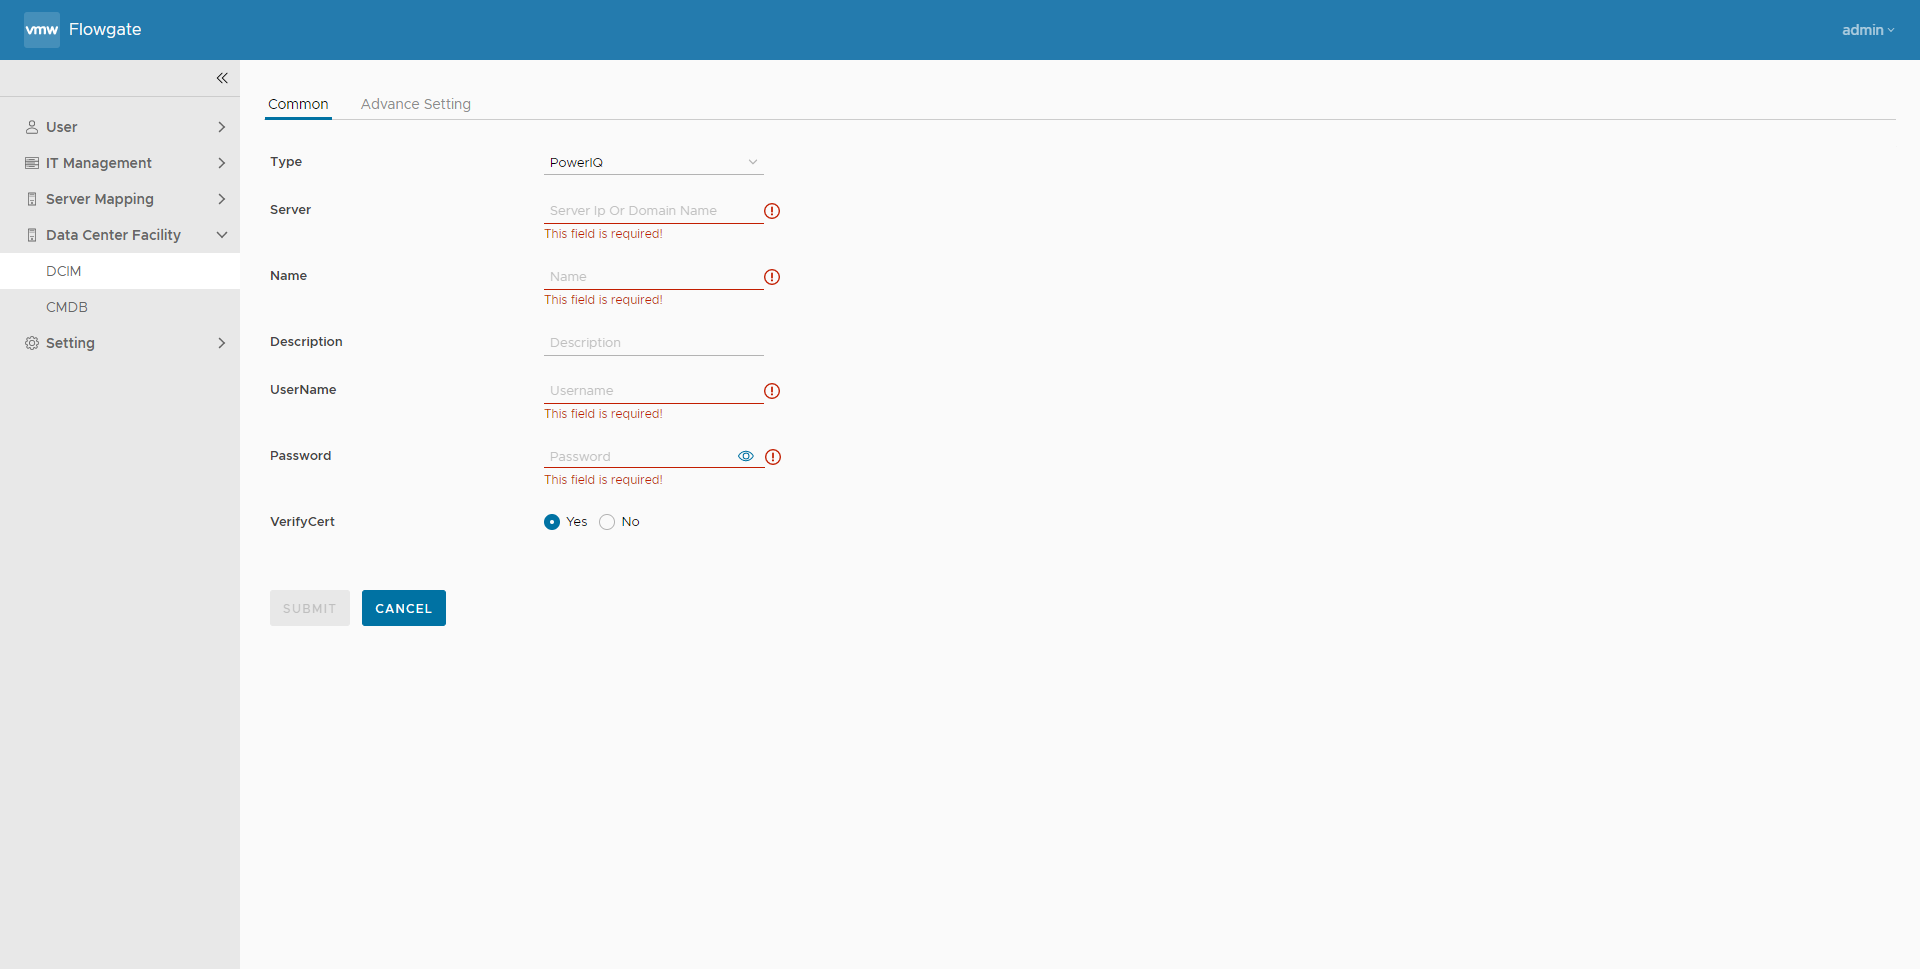 vmw Flowgate
admin
Common Advance Setting
User
IT Management
Server Mapping
Data Center Facility
DCIM
CMDB
Setting
Type PowerIQ
Server Server Ip Or Domain Name
This field is required!
Name Name
This field is required!
Description Description
UserName Username
This field is required!
Password Password
This field is required!
VerifyCert Yes No
SUBMIT CANCEL